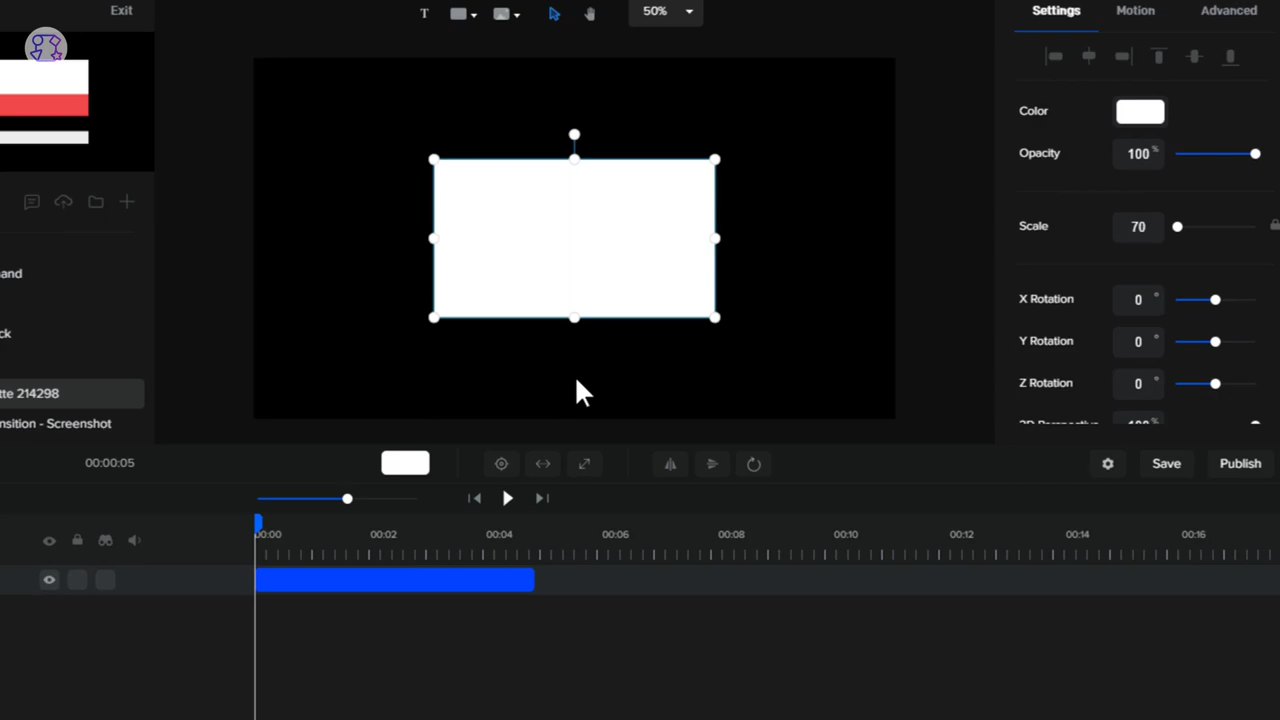 Exit
T
50%
Settings Motion Advanced
Color
Opacity 100 %
Scale 70
X Rotation 0 °
Y Rotation 0 °
Z Rotation 0 °
and
ck
tte 214298
nsition - Screenshot
00:00:05
Save Publish
00:00 00:02 00:04 00:06 00:08 00:10 00:12 00:14 00:16